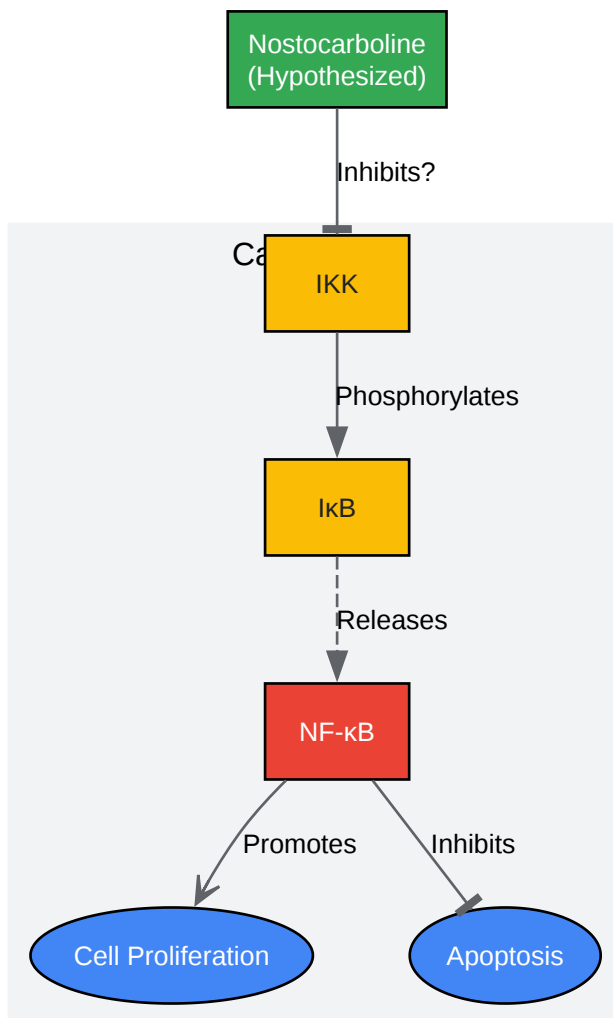 Nostocarboline
(Hypothesized)
Inhibits?
IKK
Phosphorylates
IκB
Releases
NF-κB
Promotes
Inhibits
Cell Proliferation
Apoptosis